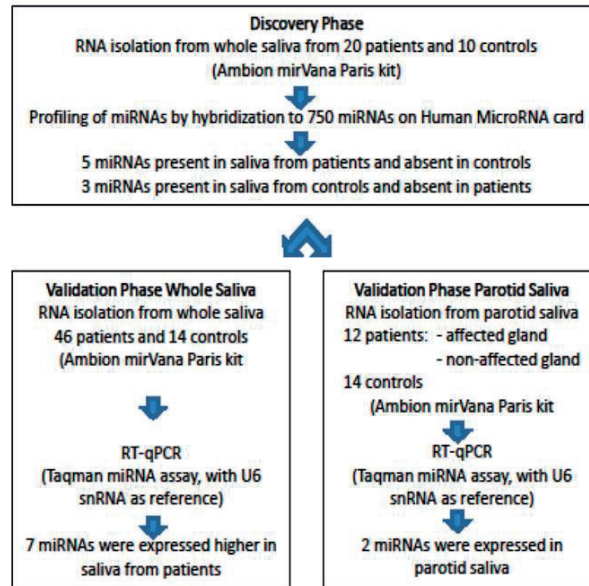 Discovery Phase
RNA isolation from whole saliva from 20 patients and 10 controls
(Ambion mirVana Paris kit)
Profiling of miRNAs by hybridization to 750 miRNAs on Human MicroRNA card
5 miRNAs present in saliva from patients and absent in controls
3 miRNAs present in saliva from controls and absent in patients
Validation Phase Whole Saliva
RNA isolation from whole saliva
46 patients and 14 controls
(Ambion mirVana Paris kit
RT-qPCR
(Taqman miRNA assay, with U6
snRNA as reference)
7 miRNAs were expressed higher in
saliva from patients
Validation Phase Parotid Saliva
RNA isolation from parotid saliva
12 patients: - affected gland
- non-affected gland
14 controls
(Ambion mirVana Paris kit
RT-qPCR
(Taqman miRNA assay, with U6
snRNA as reference)
2 miRNAs were expressed in
parotid saliva